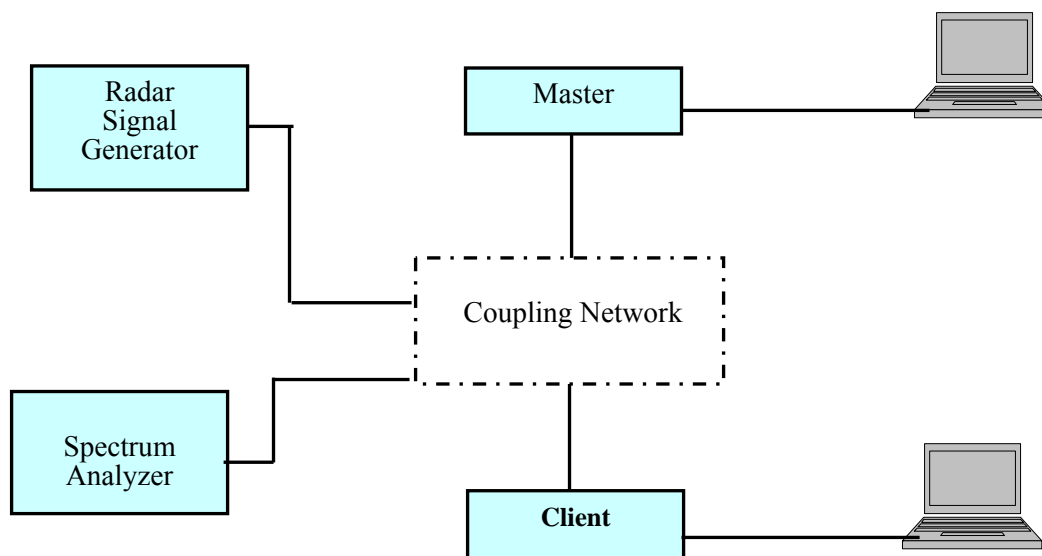 Radar
Signal
Generator
Master
Coupling Network
Spectrum
Analyzer
Client